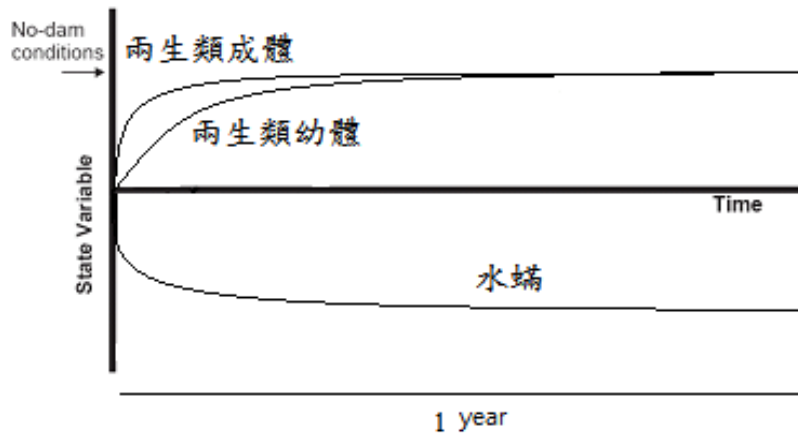 No-dam
conditions
兩生類成體
兩生類幼體
State Variable
Time
水蟎
1 year